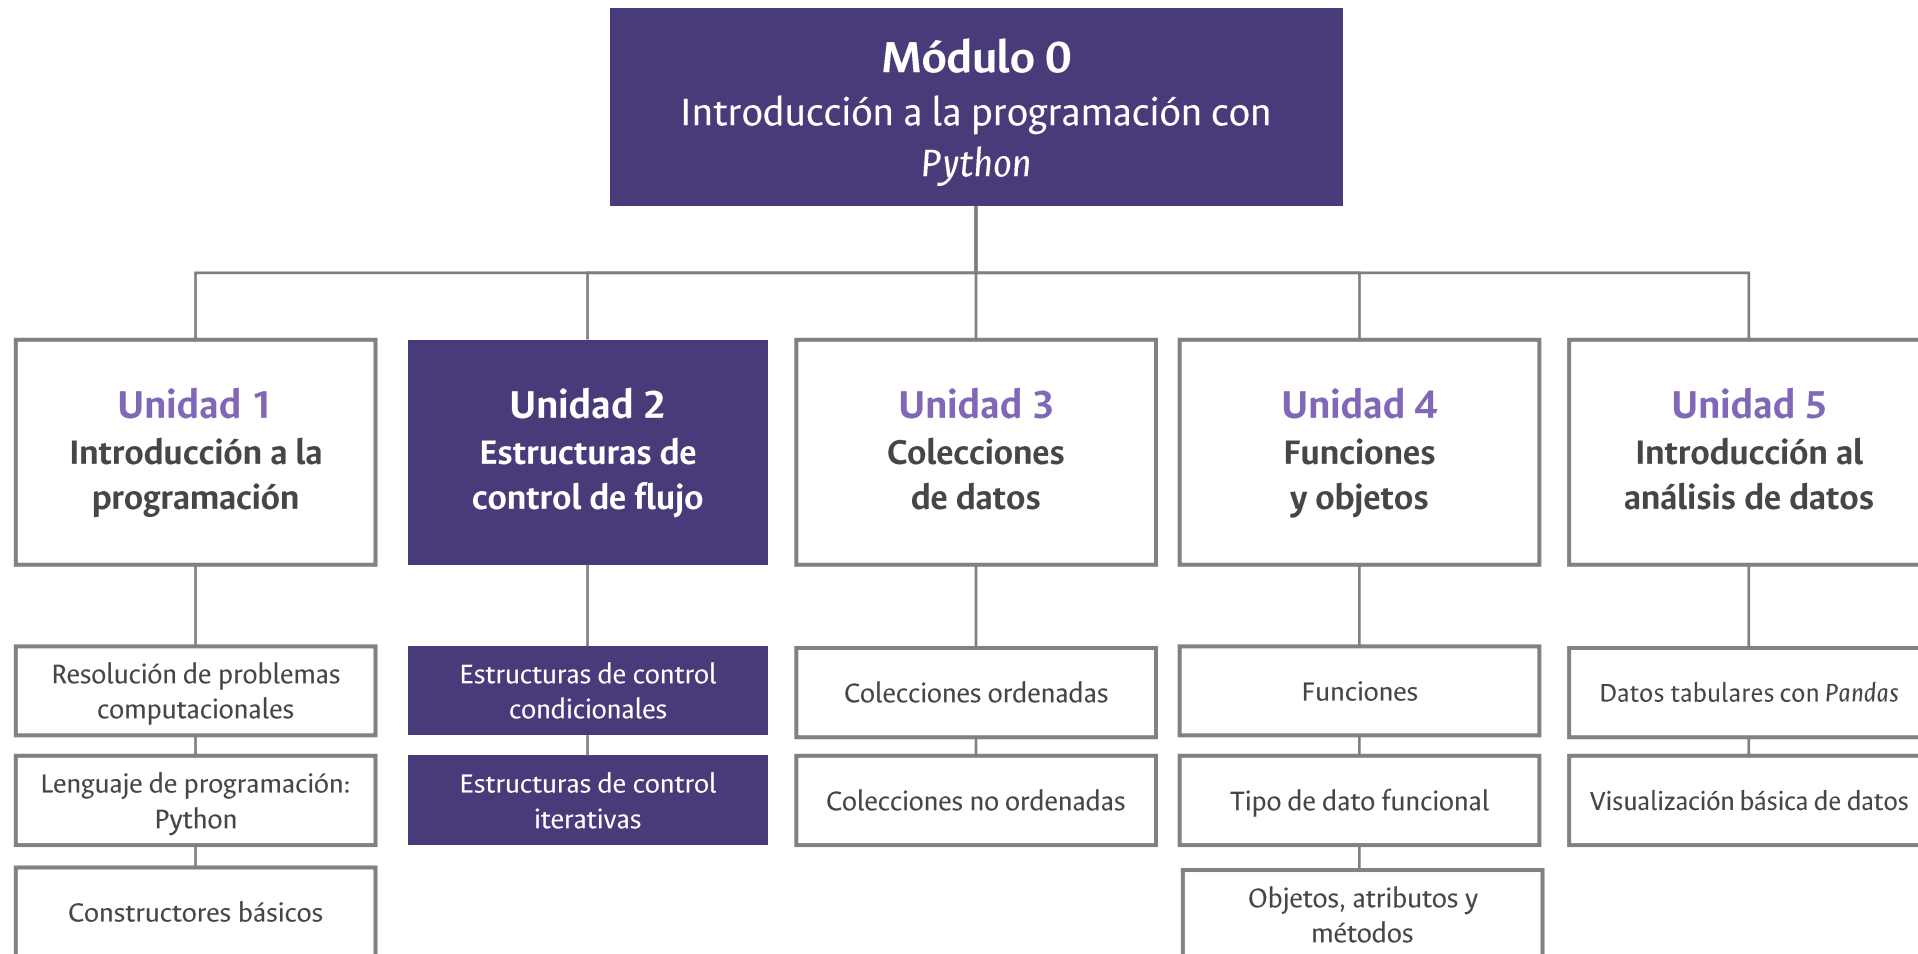 Módulo 0
Introducción a la programación con
Python
Unidad 1
Introducción a la
programación
Resolución de problemas
computacionales
Lenguaje de programación:
Python
Constructores básicos
Unidad 2
Estructuras de
control de flujo
Estructuras de control
condicionales
Estructuras de control
iterativas
Unidad 3
Colecciones
de datos
Colecciones ordenadas
Colecciones no ordenadas
Unidad 4
Funciones
y objetos
Funciones
Tipo de dato funcional
Objetos, atributos y
métodos
Unidad 5
Introducción al
análisis de datos
Datos tabulares con Pandas
Visualización básica de datos